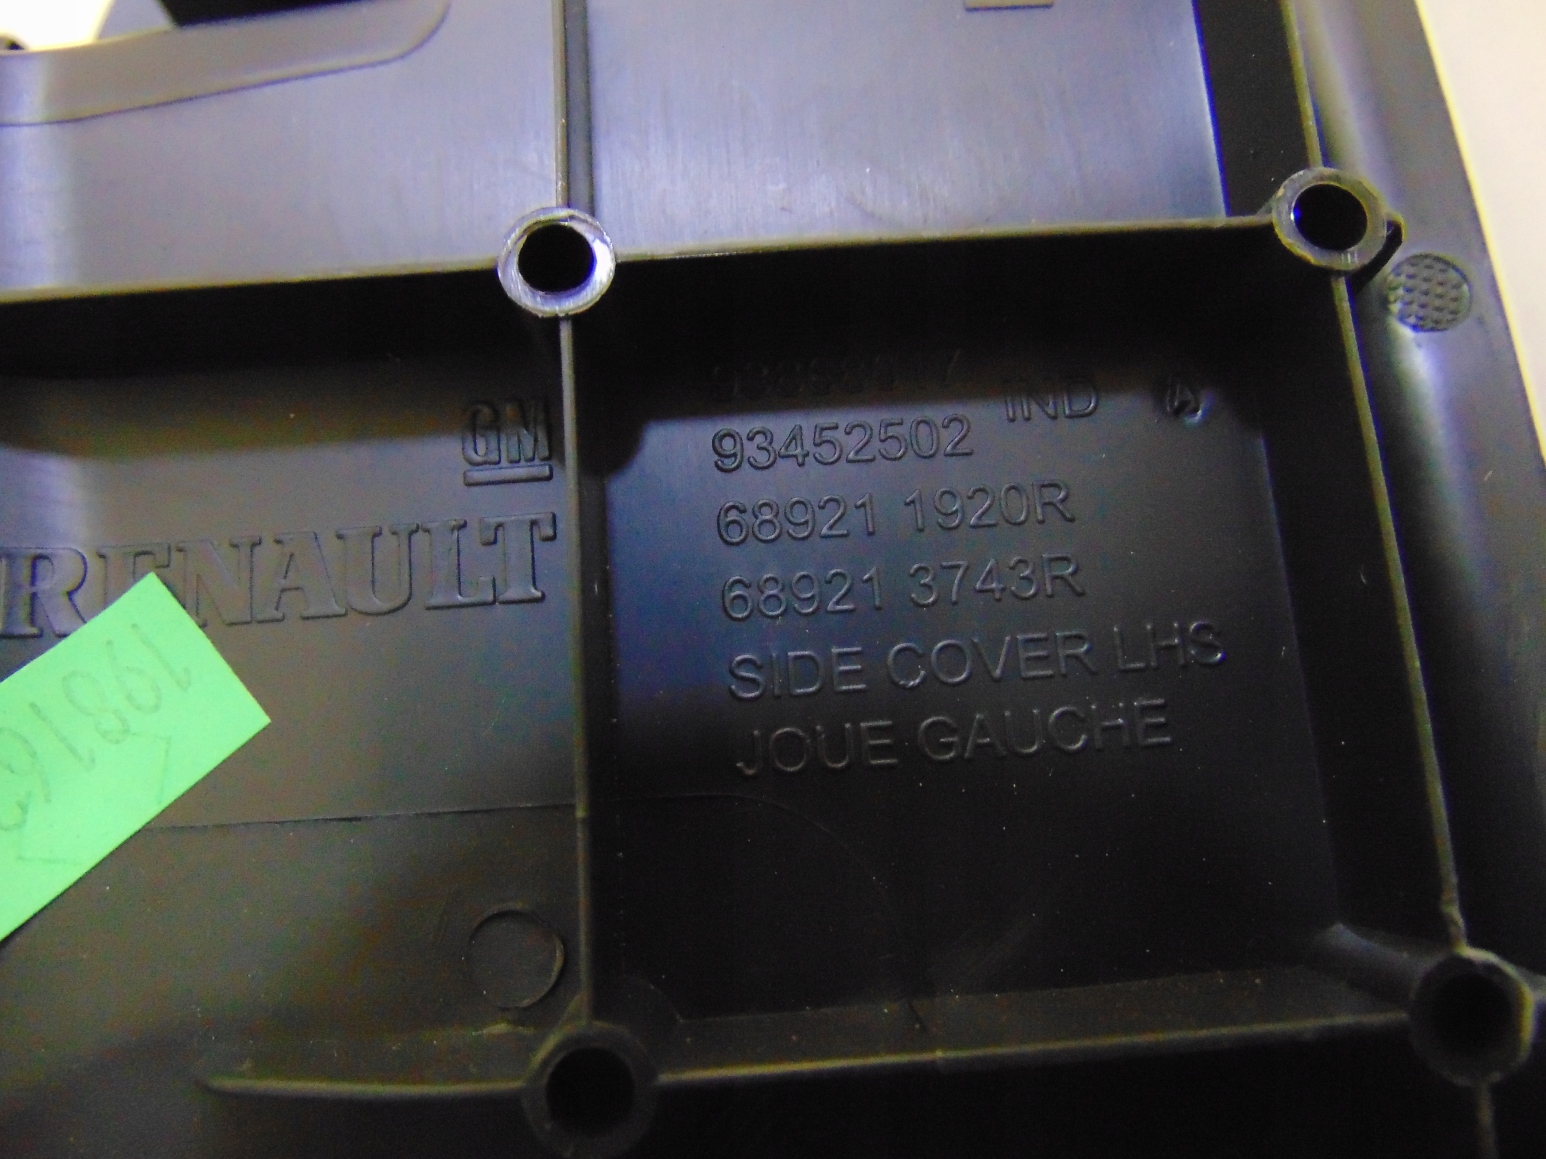 GM
RENAULT
IND A
93452502
68921 1920R
68921 3743R
SIDE COVER LHS
JOUE GAUCHE